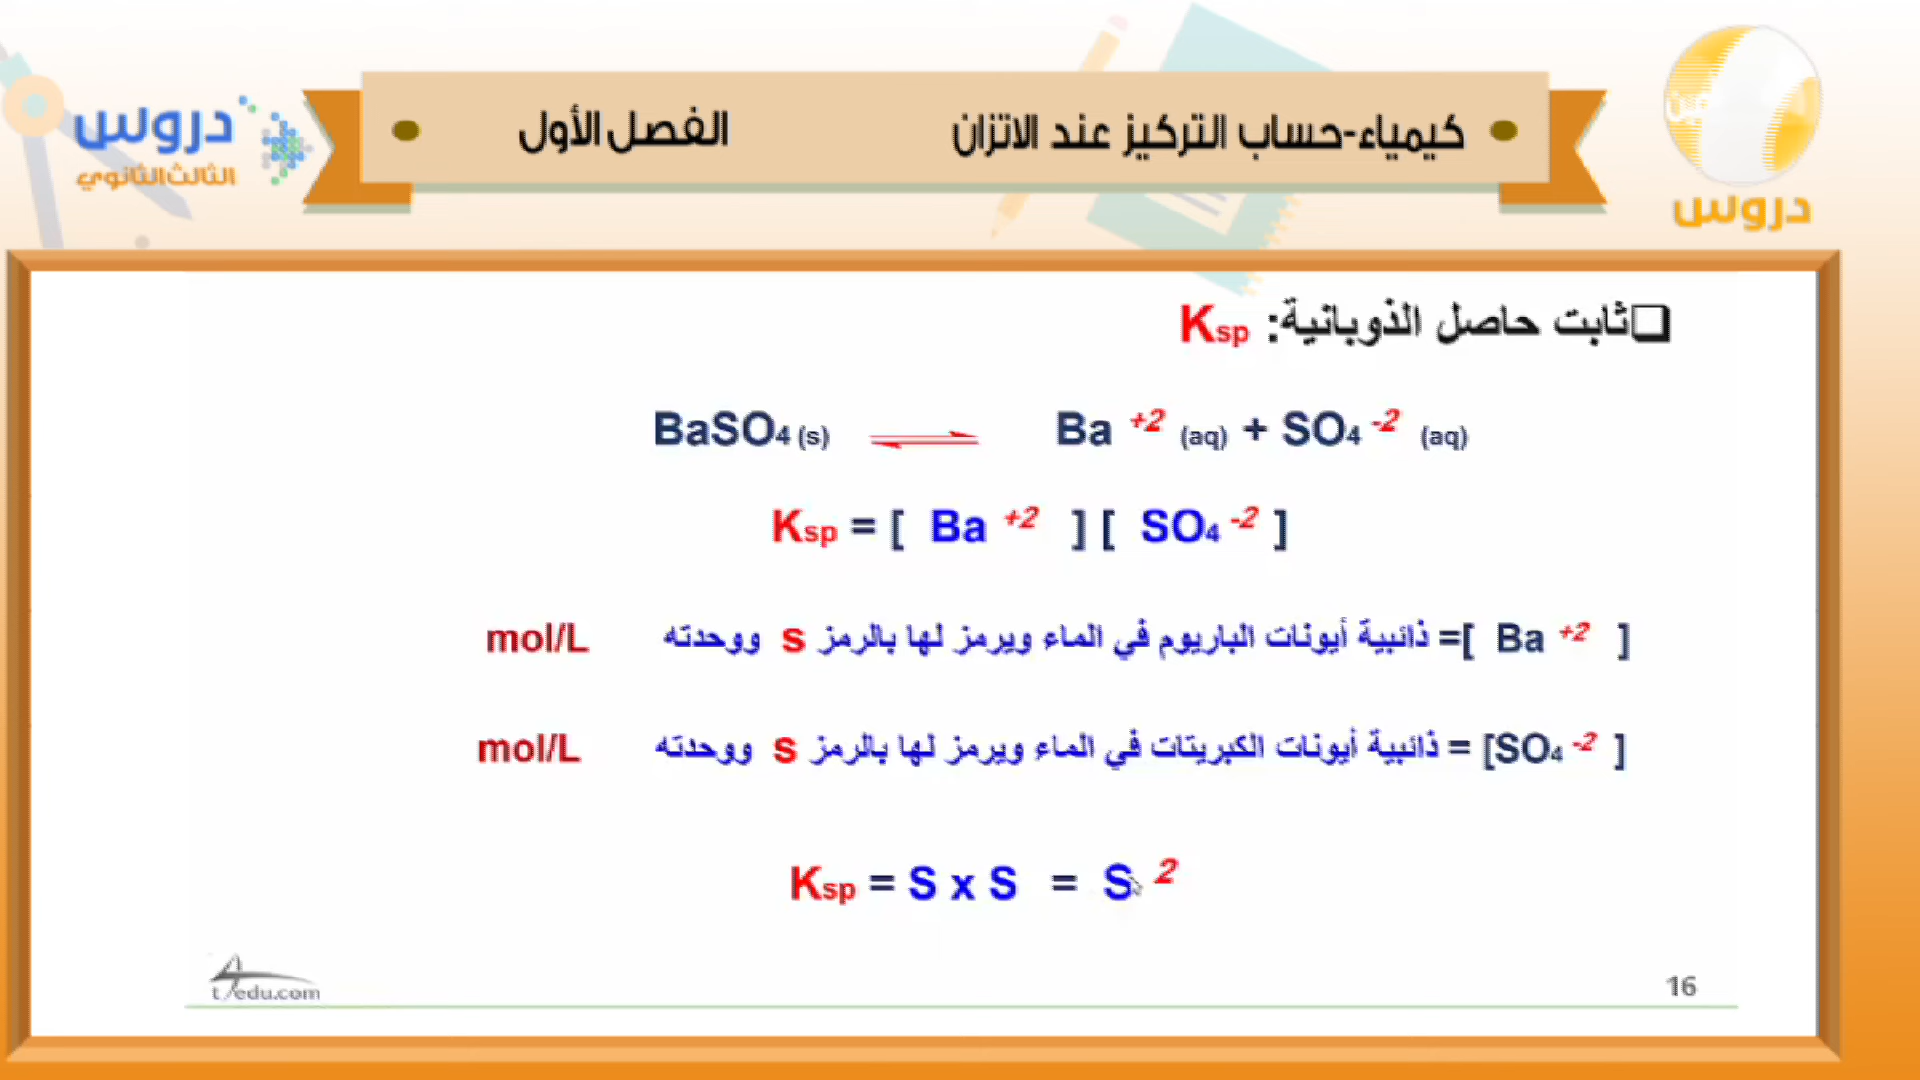 كيمياء-حساب التركيز عند الاتزان الفصل الأول
دروس
الثالث الثانوي
دروس
ثابت حاصل الذوبانية: Ksp
BaSO4 (s) ⇌ Ba +2 (aq) + SO4 -2 (aq)
Ksp = [ Ba +2 ] [ SO4 -2 ]
[ Ba +2 ]= ذائبية أيونات الباريوم في الماء ويرمز لها بالرمز s ووحدته mol/L
[SO4 -2 ] = ذائبية أيونات الكبريتات في الماء ويرمز لها بالرمز s ووحدته mol/L
Ksp = S x S = S 2
16